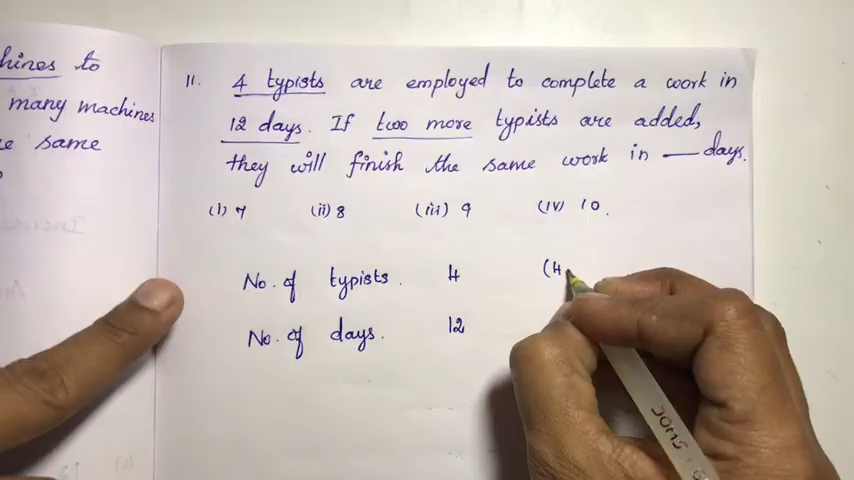 hines to
many machines
same
11. 4 typists are employed to complete a work in
12 days. If two more typists are added,
they will finish the same work in — days.
(i) 7 (ii) 8 (iii) 9 (iv) 10.
No. of typists. 4 (4
No. of days. 12
DOMS